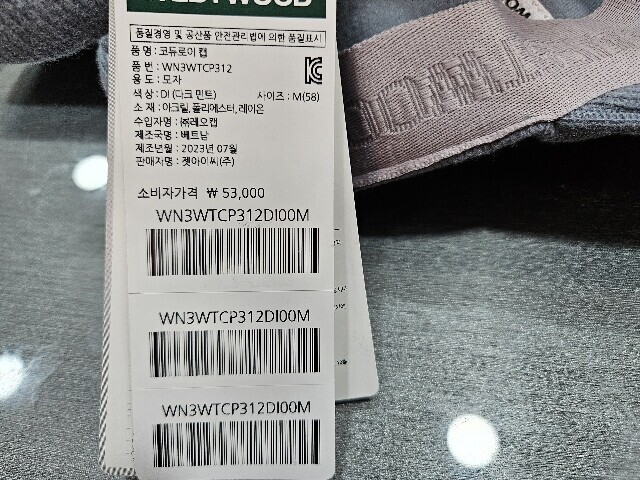 품질경영 및 공산품 안전관리법에 의한 품질표시
품 명 : 코듀로이 캡
품 번 : WN3WTCP312
용 도 : 모자
색 상 : DI (다크 민트) 사이즈 : M(58)
소 재 : 아크릴, 폴리에스터, 레이온
수입자명 : ㈜레오캡
제조국명 : 베트남
제조년월 : 2023년 07월
판매자명 : 젯아이씨(주)
소비자가격 ₩ 53,000
WN3WTCP312DI00M
WN3WTCP312DI00M
WN3WTCP312DI00M